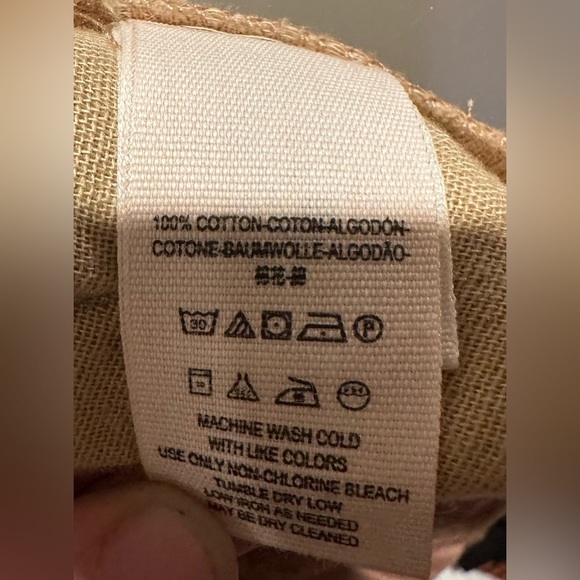 100% COTTON-COTON-ALGODÓN-
COTONE-BAUMWOLLE-ALGODÃO-
30
P
MACHINE WASH COLD
WITH LIKE COLORS
USE ONLY NON-CHLORINE BLEACH
TUMBLE DRY LOW
LOW IRON AS NEEDED
MAY BE DRY CLEANED